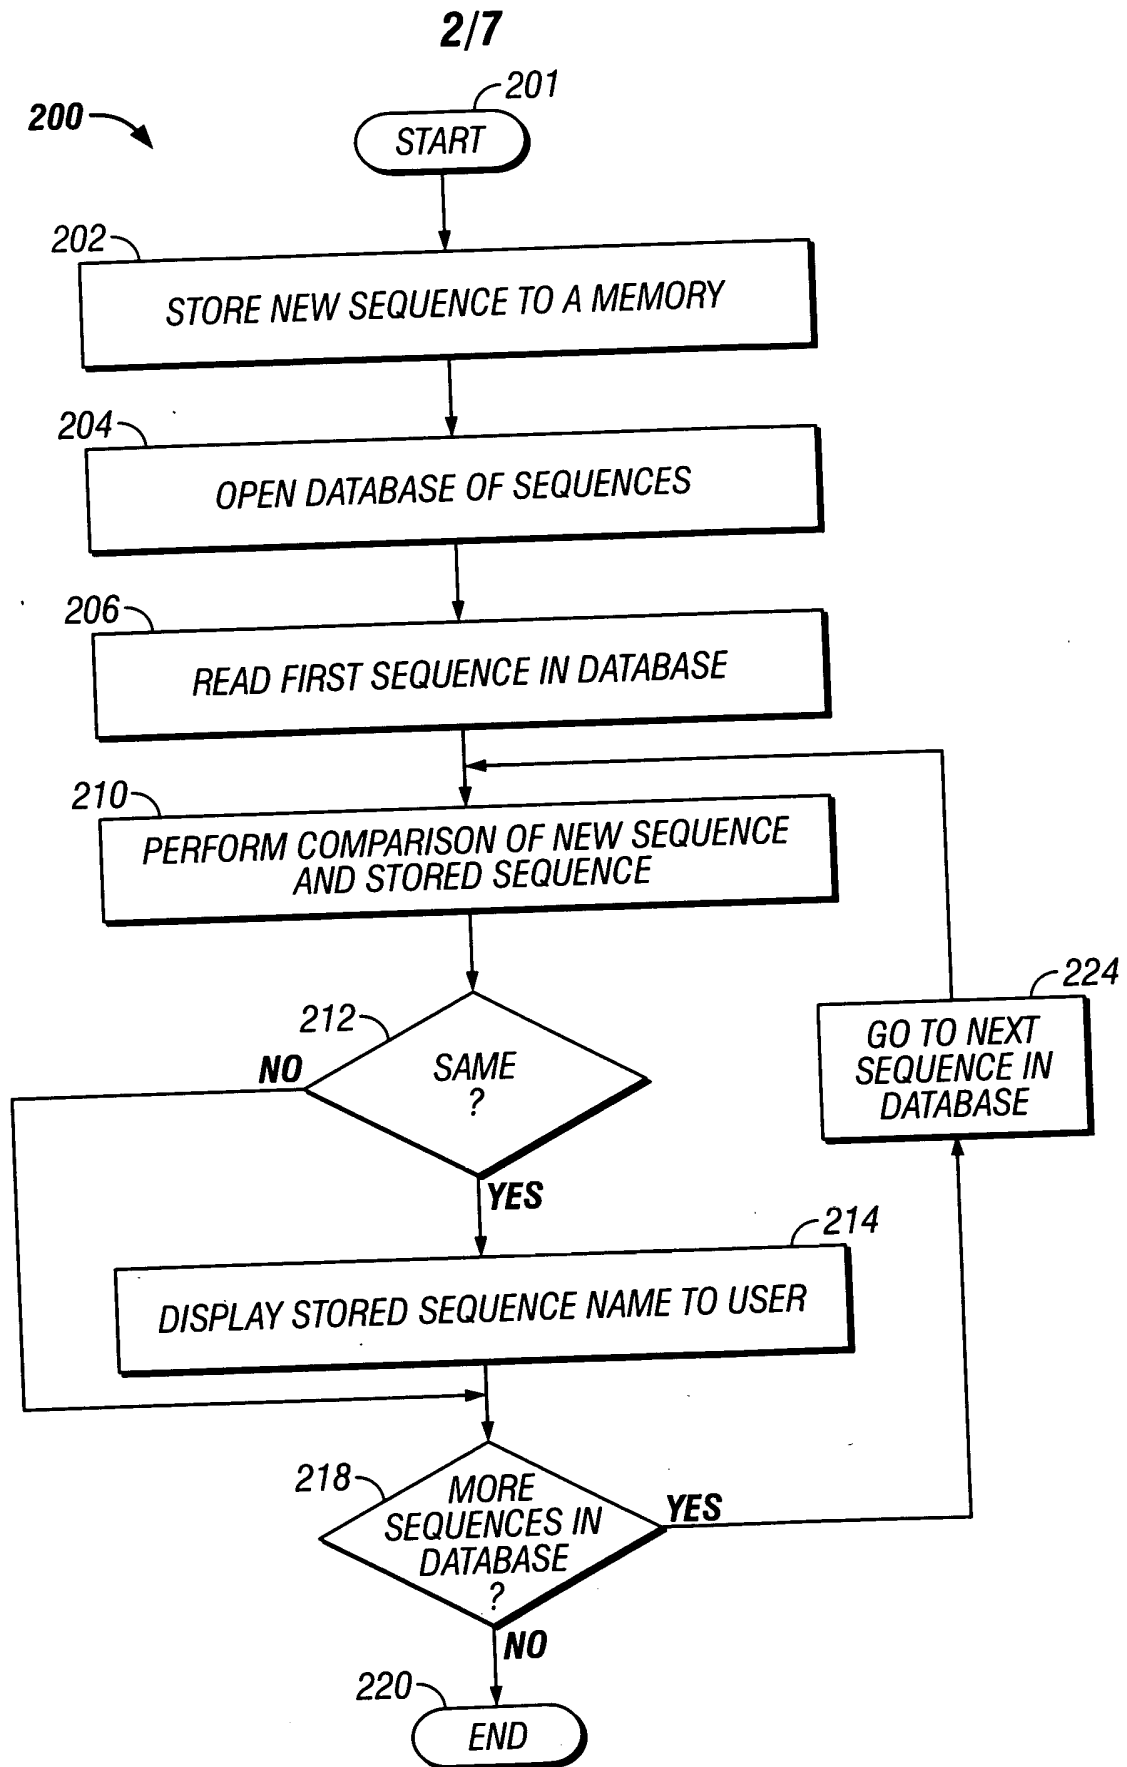 2/7
200
201
START
202
STORE NEW SEQUENCE TO A MEMORY
204
OPEN DATABASE OF SEQUENCES
206
READ FIRST SEQUENCE IN DATABASE
210
PERFORM COMPARISON OF NEW SEQUENCE
AND STORED SEQUENCE
212
NO
SAME
?
YES
224
GO TO NEXT
SEQUENCE IN
DATABASE
214
DISPLAY STORED SEQUENCE NAME TO USER
218
MORE
SEQUENCES IN
DATABASE
?
YES
NO
220
END